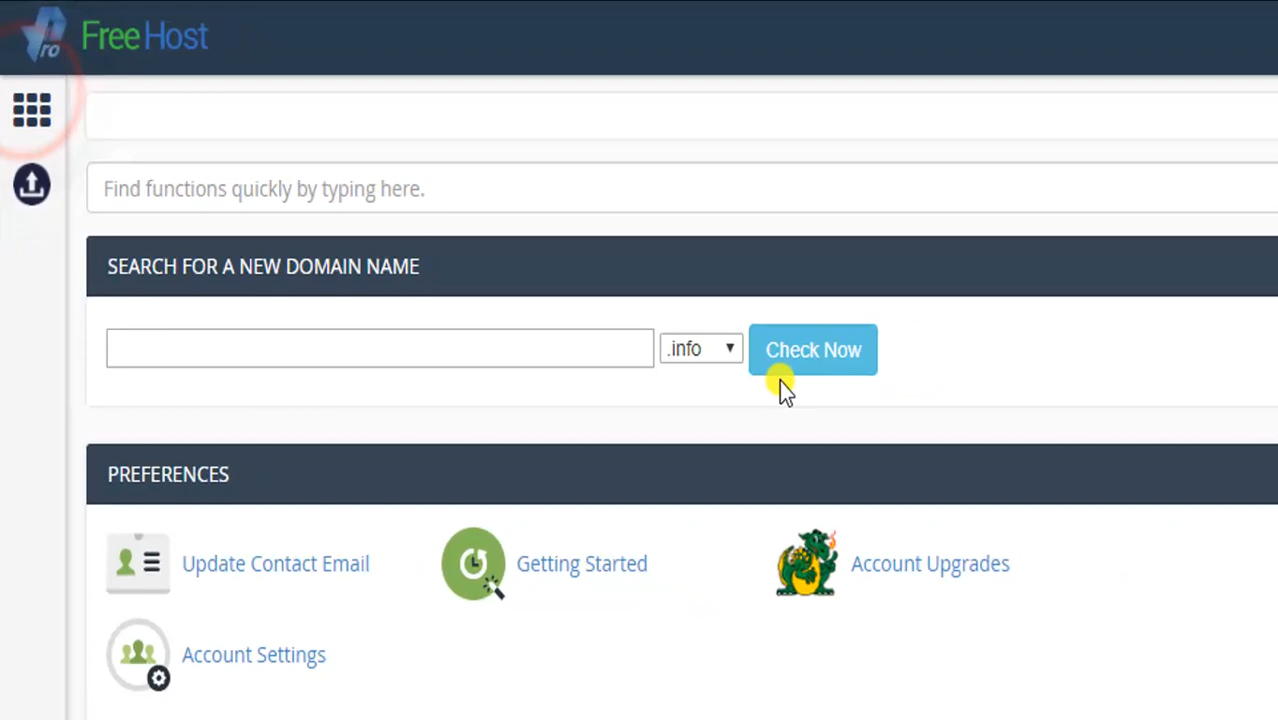 ro FreeHost
Find functions quickly by typing here.
SEARCH FOR A NEW DOMAIN NAME
.info Check Now
PREFERENCES
Update Contact Email Getting Started Account Upgrades
Account Settings